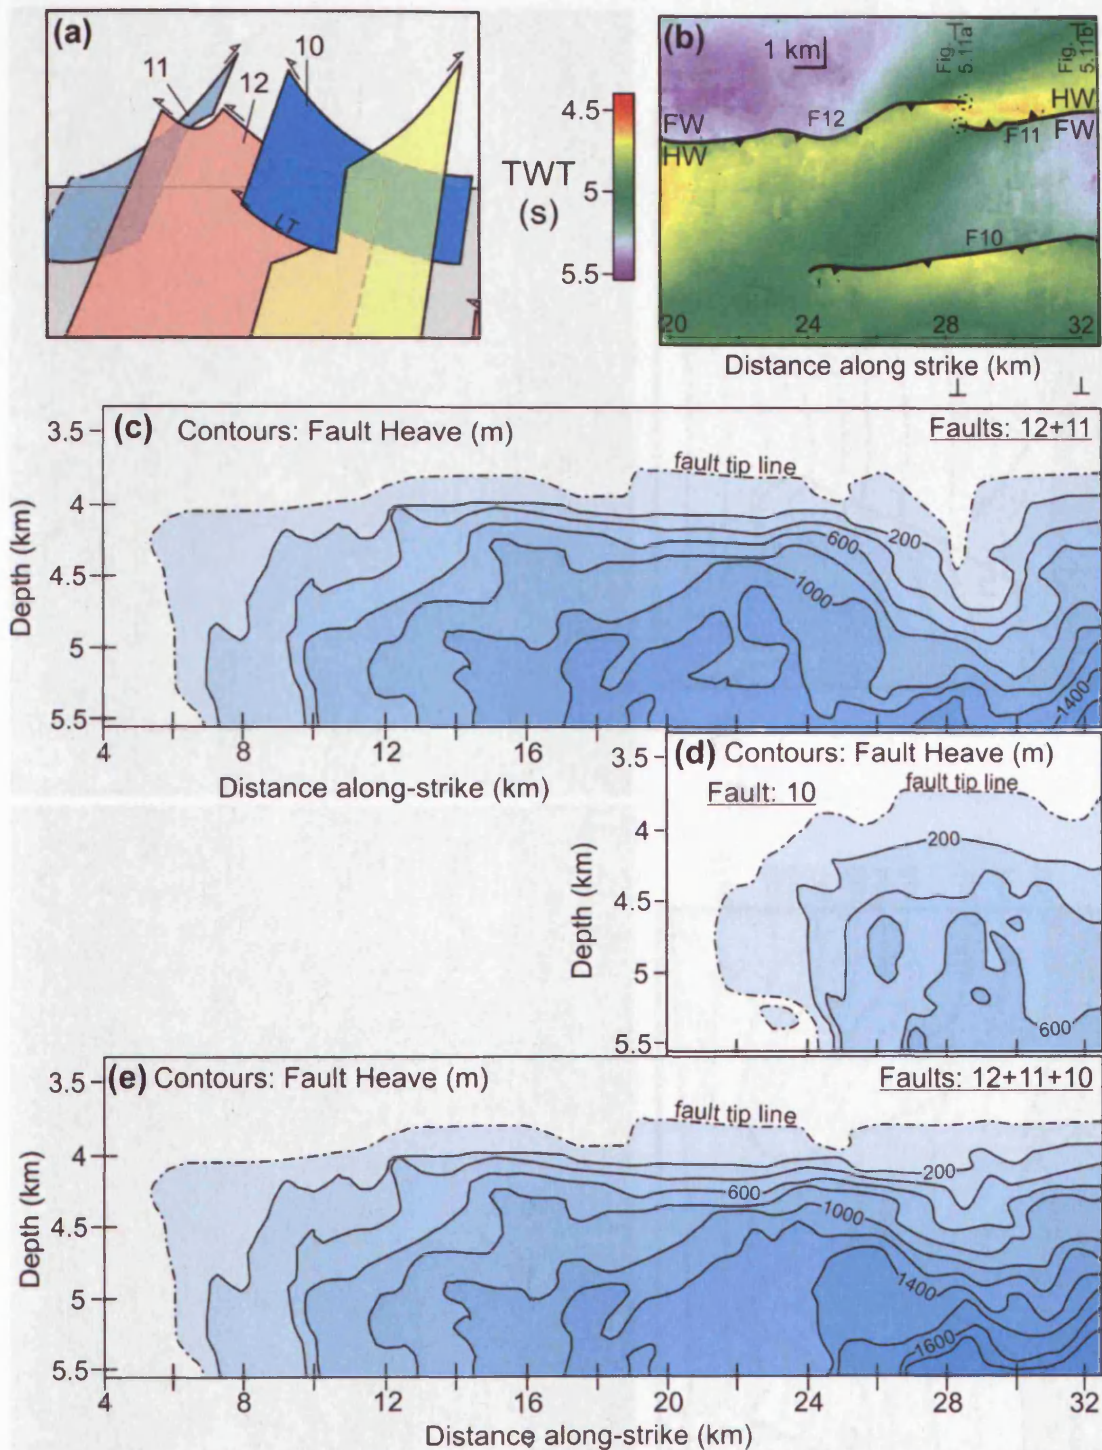 (a)
11
12
10
LT
4.5
TWT
5
(s)
5.5
(b)
1 km
Fig.
5.11a
Fig.
5.11b
FW
HW
F12
HW
F11
FW
F10
20
24
28
32
Distance along strike (km)
(c) Contours: Fault Heave (m)
Faults: 12+11
fault tip line
200
600
1000
1400
3.5
4
4.5
5
5.5
Depth (km)
4
8
12
16
Distance along-strike (km)
(d) Contours: Fault Heave (m)
Fault: 10
fault tip line
200
600
3.5
4
4.5
5
5.5
Depth (km)
(e) Contours: Fault Heave (m)
Faults: 12+11+10
fault tip line
200
600
1000
1400
1600
3.5
4
4.5
5
5.5
Depth (km)
4
8
12
16
20
24
28
32
Distance along-strike (km)